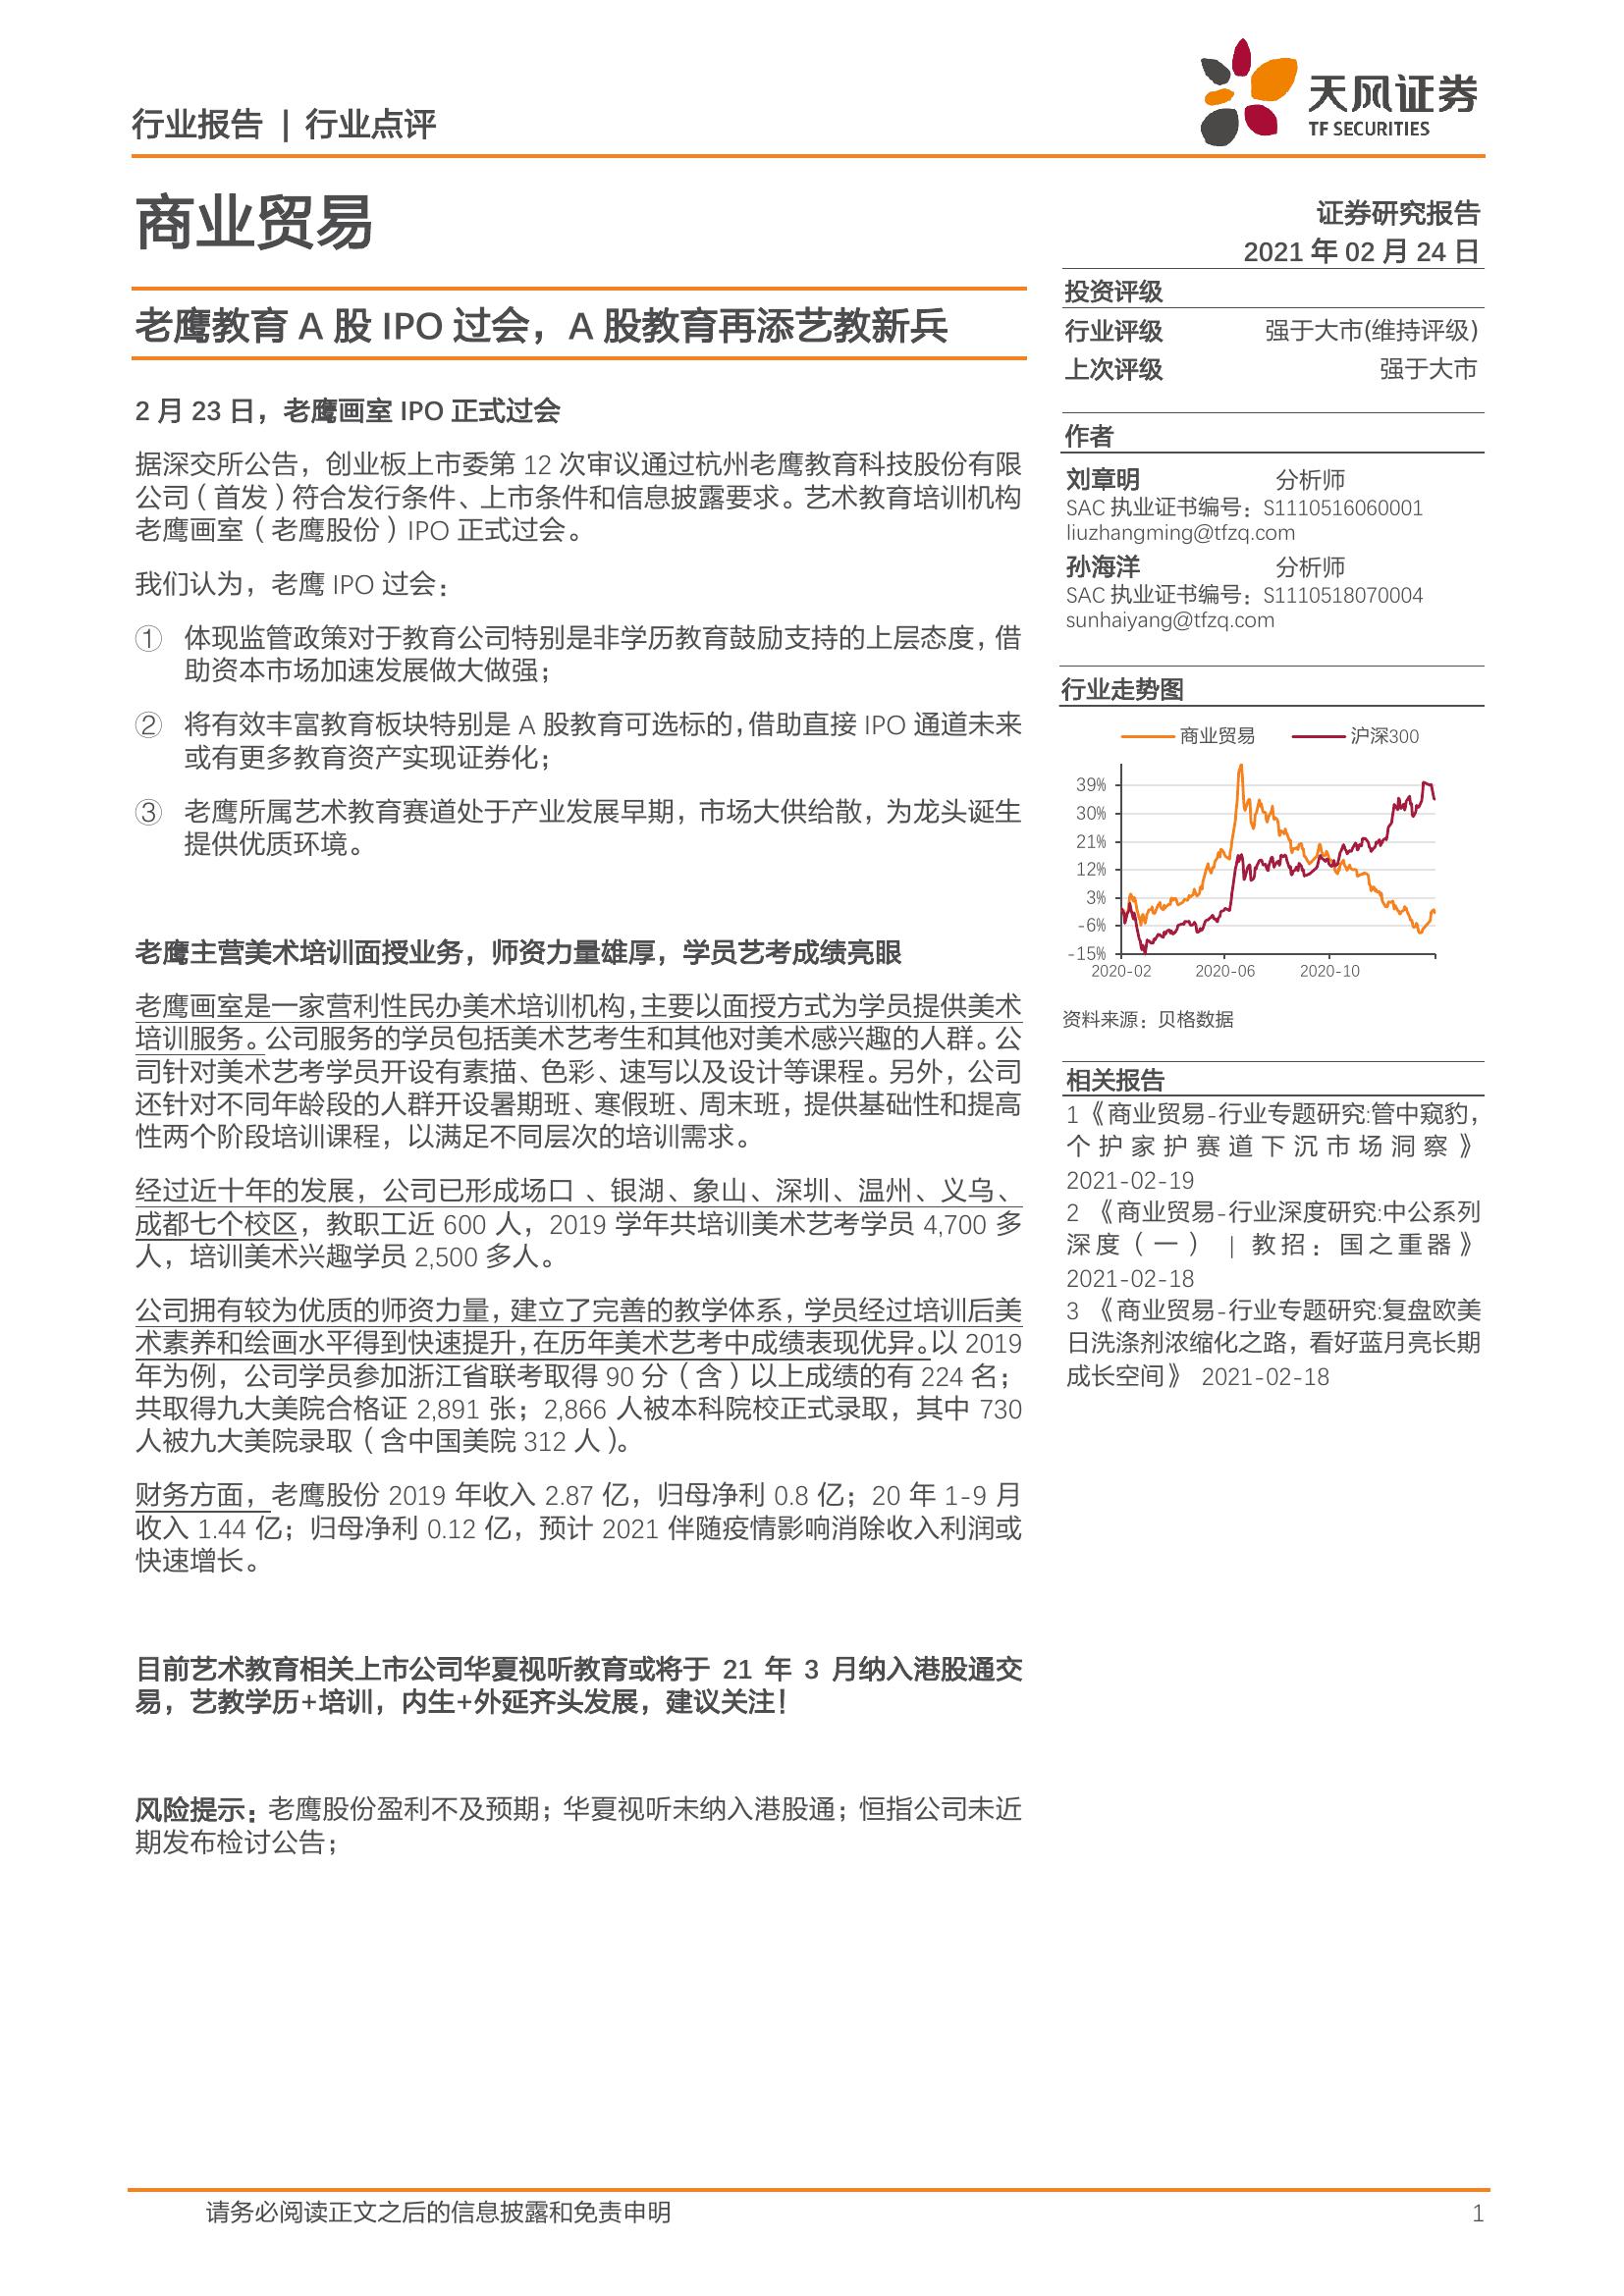 行业报告 | 行业点评
天风证券
TF SECURITIES
商业贸易
证券研究报告
2021 年 02 月 24 日
老鹰教育 A 股 IPO 过会，A 股教育再添艺教新兵
2 月 23 日，老鹰画室 IPO 正式过会
据深交所公告，创业板上市委第 12 次审议通过杭州老鹰教育科技股份有限
公司（首发）符合发行条件、上市条件和信息披露要求。艺术教育培训机构
老鹰画室（老鹰股份）IPO 正式过会。
我们认为，老鹰 IPO 过会：
① 体现监管政策对于教育公司特别是非学历教育鼓励支持的上层态度，借
助资本市场加速发展做大做强；
② 将有效丰富教育板块特别是 A 股教育可选标的，借助直接 IPO 通道未来
或有更多教育资产实现证券化；
③ 老鹰所属艺术教育赛道处于产业发展早期，市场大供给散，为龙头诞生
提供优质环境。
老鹰主营美术培训面授业务，师资力量雄厚，学员艺考成绩亮眼
老鹰画室是一家营利性民办美术培训机构，主要以面授方式为学员提供美术
培训服务。公司服务的学员包括美术艺考生和其他对美术感兴趣的人群。公
司针对美术艺考学员开设有素描、色彩、速写以及设计等课程。另外，公司
还针对不同年龄段的人群开设暑期班、寒假班、周末班，提供基础性和提高
性两个阶段培训课程，以满足不同层次的培训需求。
经过近十年的发展，公司已形成场口 、银湖、象山、深圳、温州、义乌、
成都七个校区，教职工近 600 人，2019 学年共培训美术艺考学员 4,700 多
人，培训美术兴趣学员 2,500 多人。
公司拥有较为优质的师资力量，建立了完善的教学体系，学员经过培训后美
术素养和绘画水平得到快速提升，在历年美术艺考中成绩表现优异。以 2019
年为例，公司学员参加浙江省联考取得 90 分（含）以上成绩的有 224 名；
共取得九大美院合格证 2,891 张；2,866 人被本科院校正式录取，其中 730
人被九大美院录取（含中国美院 312 人）。
财务方面，老鹰股份 2019 年收入 2.87 亿，归母净利 0.8 亿；20 年 1-9 月
收入 1.44 亿；归母净利 0.12 亿，预计 2021 伴随疫情影响消除收入利润或
快速增长。
目前艺术教育相关上市公司华夏视听教育或将于 21 年 3 月纳入港股通交
易，艺教学历+培训，内生+外延齐头发展，建议关注！
风险提示：老鹰股份盈利不及预期；华夏视听未纳入港股通；恒指公司未近
期发布检讨公告；
投资评级
行业评级 强于大市(维持评级)
上次评级 强于大市
作者
刘章明 分析师
SAC 执业证书编号：S1110516060001
liuzhangming@tfzq.com
孙海洋 分析师
SAC 执业证书编号：S1110518070004
sunhaiyang@tfzq.com
行业走势图
商业贸易 沪深300
39%
30%
21%
12%
3%
-6%
-15%
2020-02 2020-06 2020-10
资料来源：贝格数据
相关报告
1《商业贸易-行业专题研究:管中窥豹，
个护家护赛道下沉市场洞察》
2021-02-19
2 《商业贸易-行业深度研究:中公系列
深度（一） | 教招：国之重器》
2021-02-18
3 《商业贸易-行业专题研究:复盘欧美
日洗涤剂浓缩化之路，看好蓝月亮长期
成长空间》 2021-02-18
请务必阅读正文之后的信息披露和免责申明 1